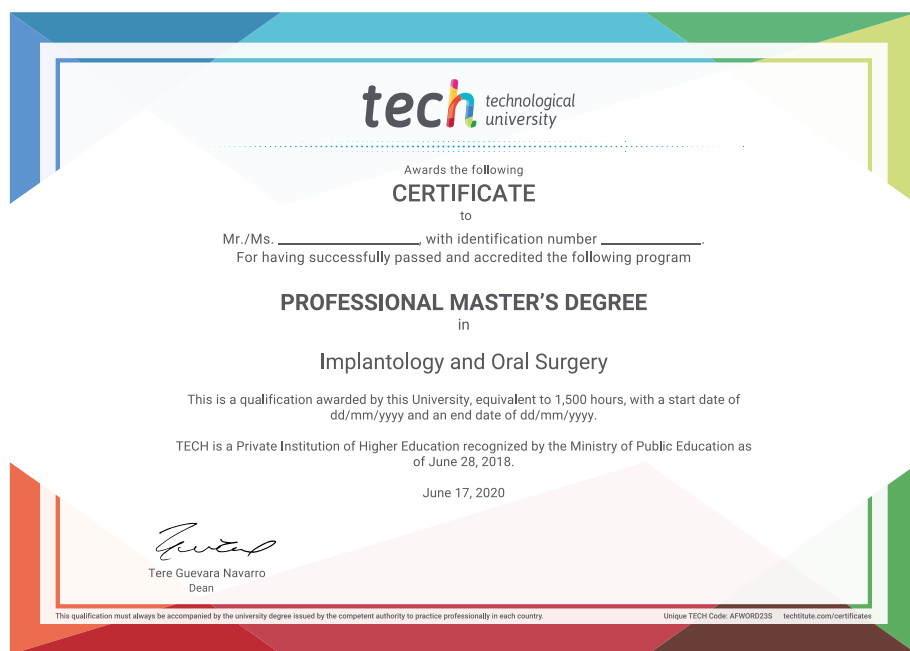 tech technological
university
Awards the following
CERTIFICATE
to
Mr./Ms. ____________________, with identification number ______________.
For having successfully passed and accredited the following program
PROFESSIONAL MASTER'S DEGREE
in
Implantology and Oral Surgery
This is a qualification awarded by this University, equivalent to 1,500 hours, with a start date of
dd/mm/yyyy and an end date of dd/mm/yyyy.
TECH is a Private Institution of Higher Education recognized by the Ministry of Public Education as
of June 28, 2018.
June 17, 2020
Tere Guevara Navarro
Dean
This qualification must always be accompanied by the university degree issued by the competent authority to practice professionally in each country.
Unique TECH Code: AFWORD23S techtitute.com/certificates